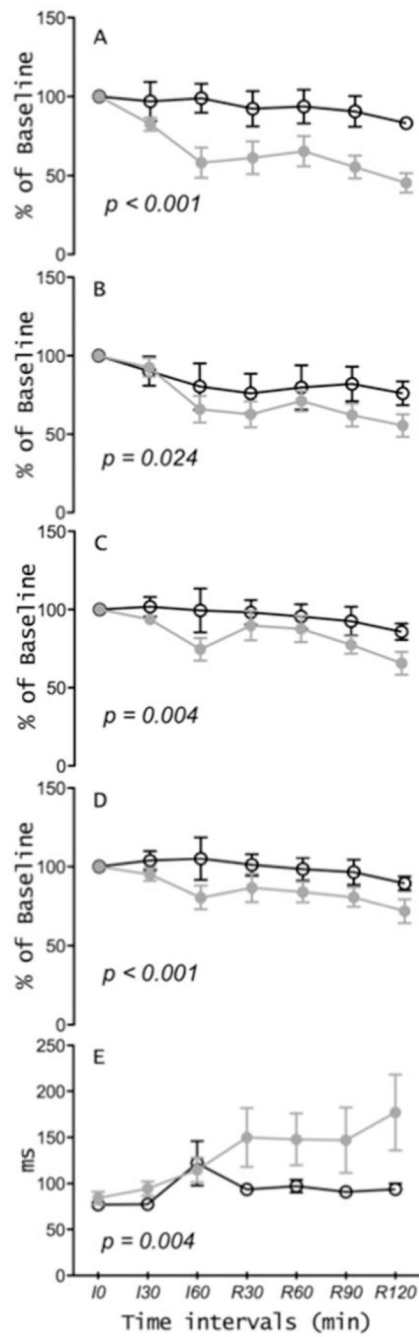 A
150
100
50
0
% of Baseline
p < 0.001
B
150
100
50
0
% of Baseline
p = 0.024
C
150
100
50
0
% of Baseline
p = 0.004
D
150
100
50
0
% of Baseline
p < 0.001
E
250
200
150
100
50
0
ms
p = 0.004
I0 I30 I60 R30 R60 R90 R120
Time intervals (min)